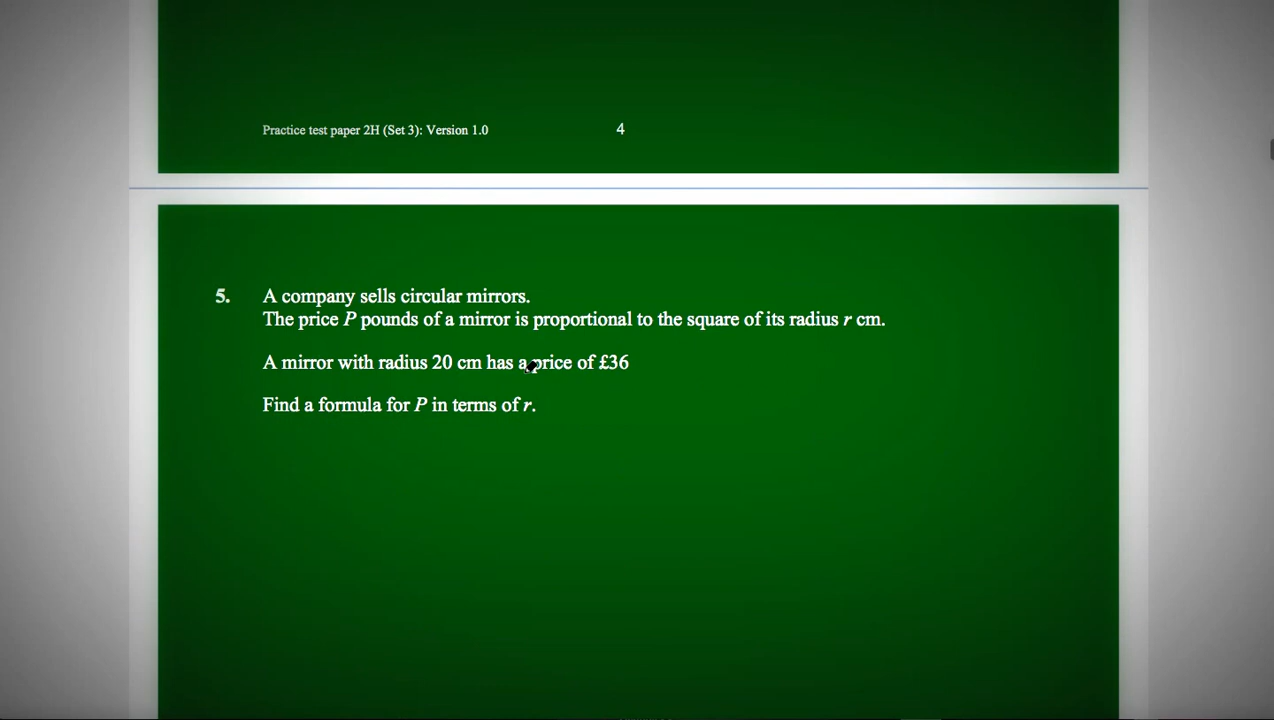 Practice test paper 2H (Set 3): Version 1.0 4
5. A company sells circular mirrors.
The price P pounds of a mirror is proportional to the square of its radius r cm.
A mirror with radius 20 cm has a price of £36
Find a formula for P in terms of r.